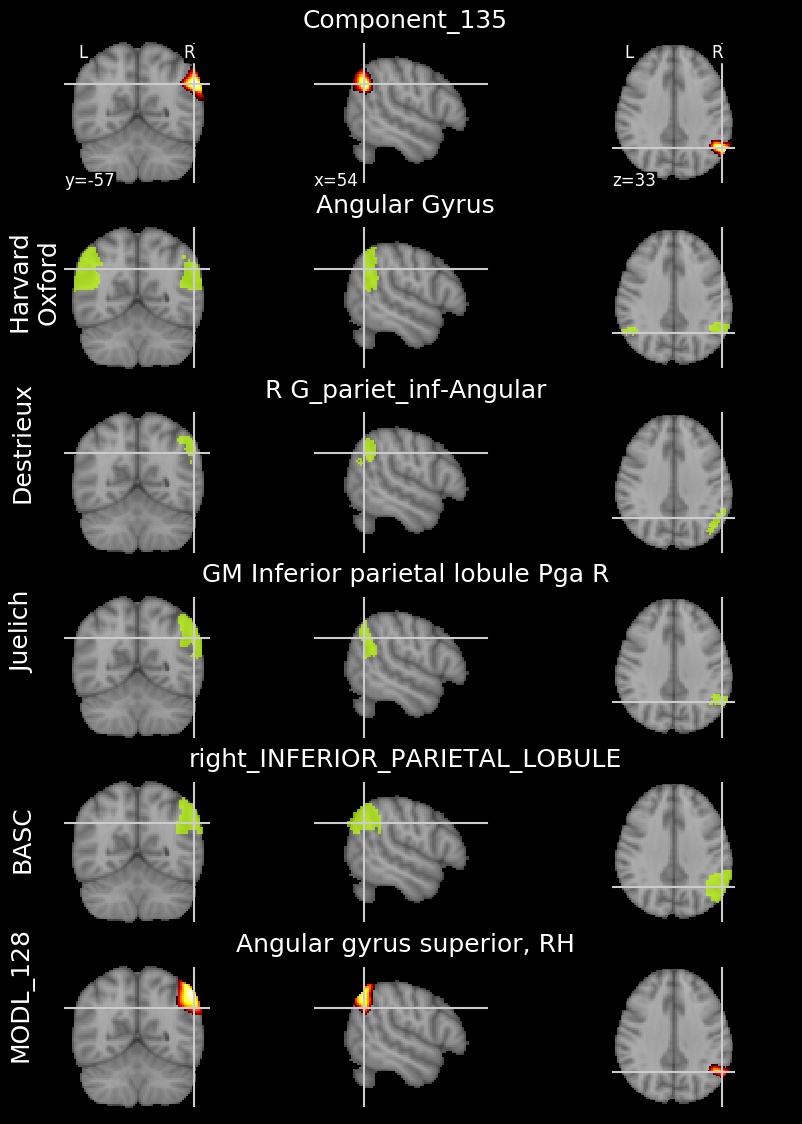 Component_135
L R L R
y=-57 x=54 z=33
Angular Gyrus
Harvard
Oxford
R G_pariet_inf-Angular
Destrieux
GM Inferior parietal lobule Pga R
Juelich
right_INFERIOR_PARIETAL_LOBULE
BASC
Angular gyrus superior, RH
MODL_128